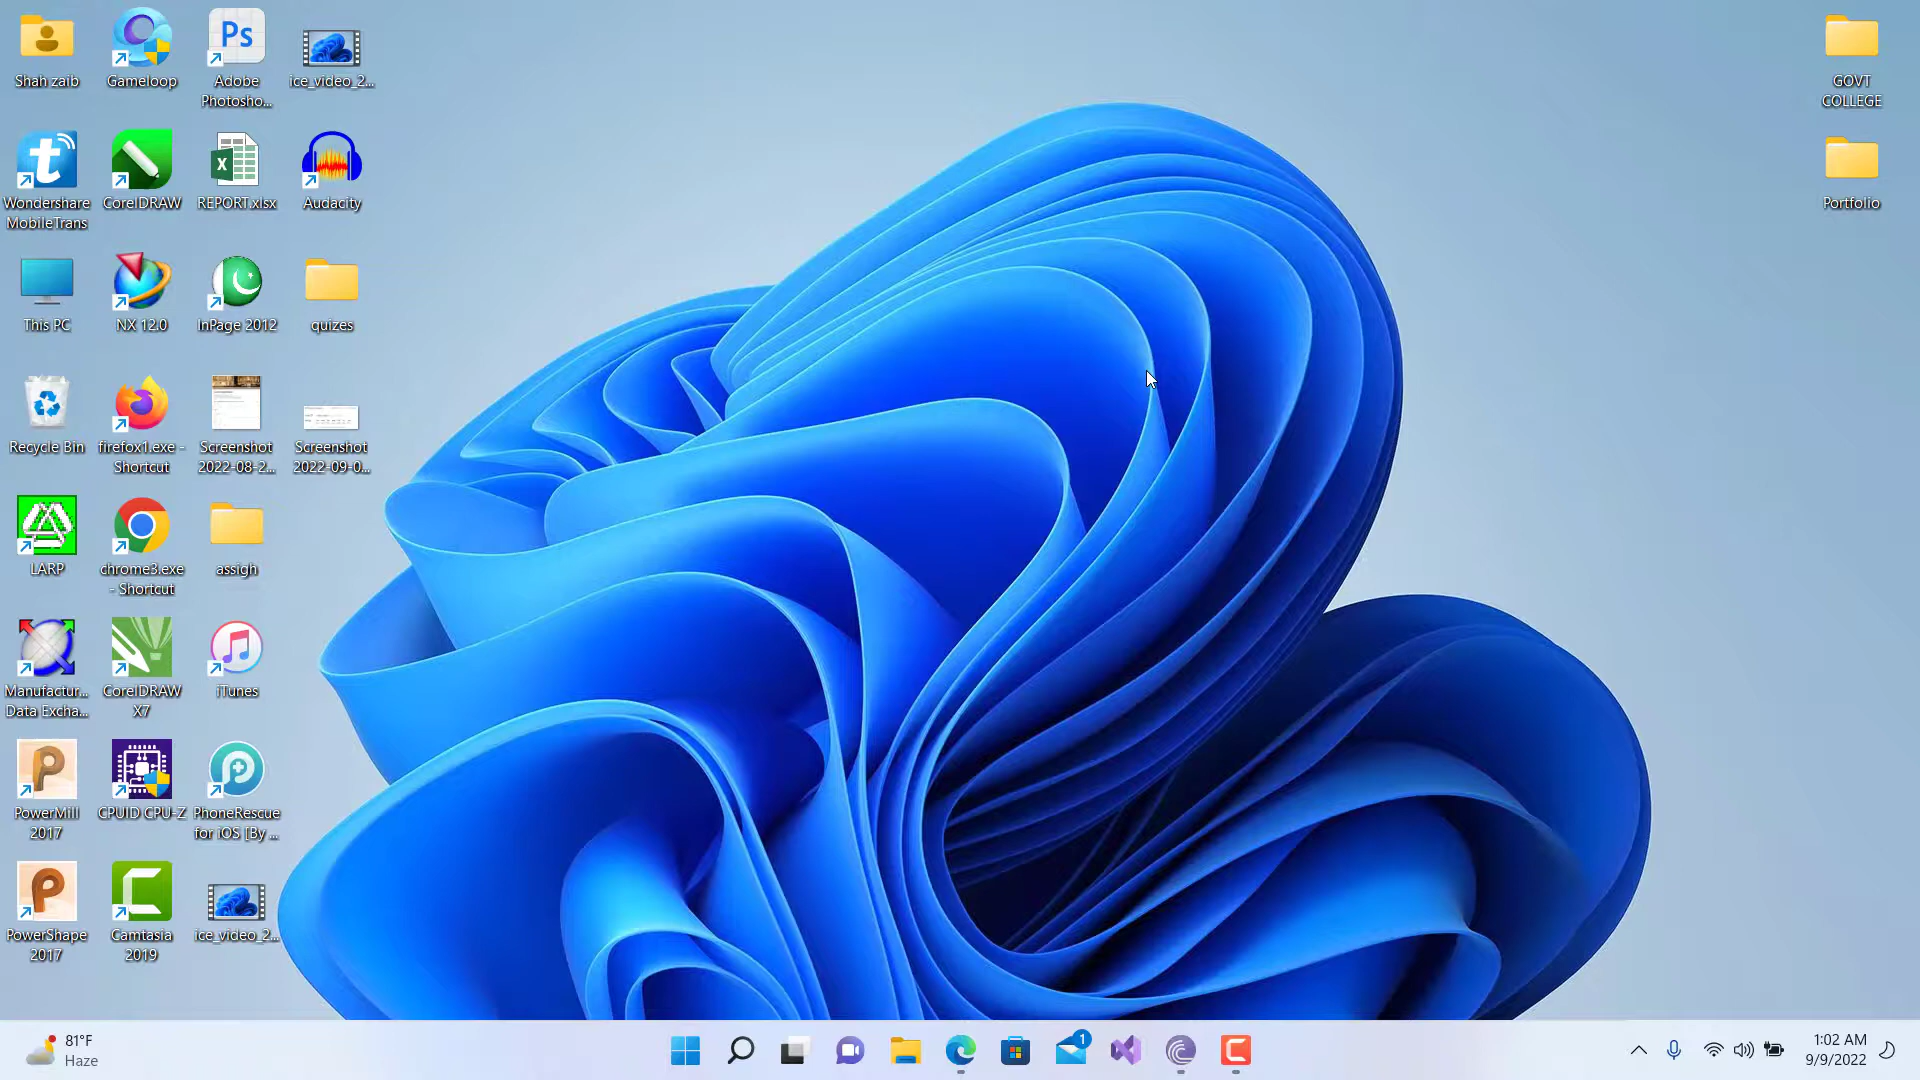 Shah zaib
Gameloop
Adobe
Photosho...
ice_video_2...
GOVT
COLLEGE
Wondershare
MobileTrans
CorelDRAW
REPORT.xlsx
Audacity
Portfolio
This PC
NX 12.0
InPage 2012
quizes
Recycle Bin
firefox1.exe -
Shortcut
Screenshot
2022-08-2...
Screenshot
2022-09-0...
LARP
chrome3.exe
- Shortcut
assigh
Manufactur...
Data Excha...
CorelDRAW
X7
iTunes
PowerMill
2017
CPUID CPU-Z
PhoneRescue
for iOS [By ...
PowerShape
2017
Camtasia
2019
ice_video_2...
81°F
Haze
1
1:02 AM
9/9/2022